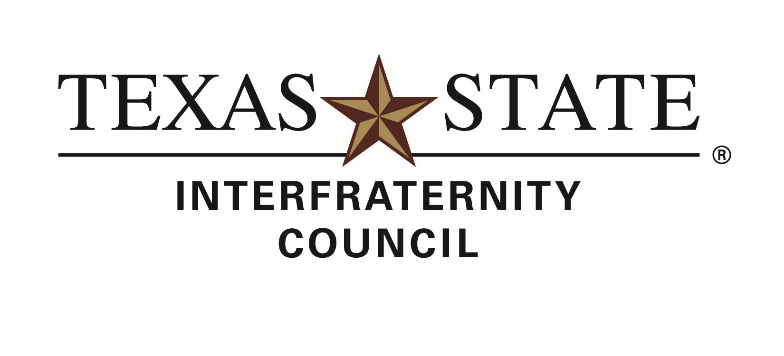 TEXAS STATE
®
INTERFRATERNITY
COUNCIL